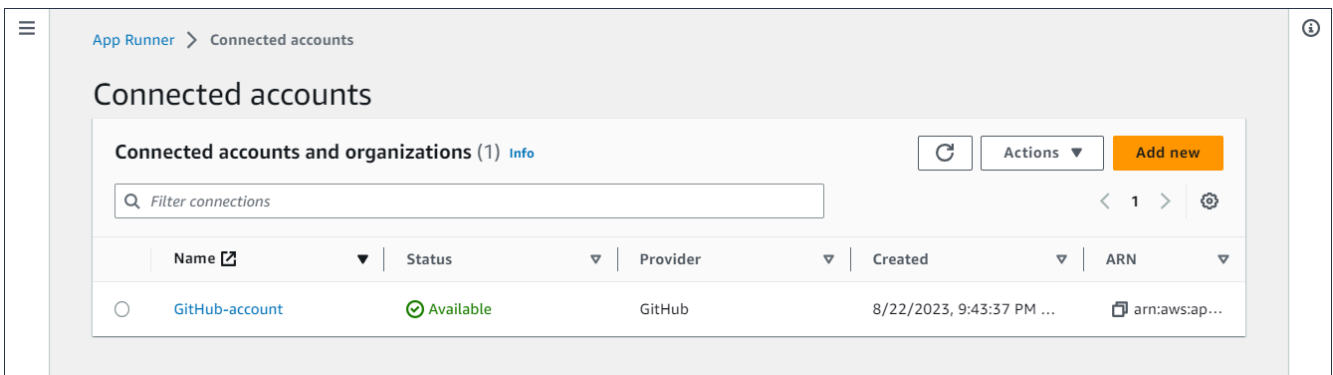 App Runner > Connected accounts
Connected accounts
Connected accounts and organizations (1) Info
Actions
Add new
Filter connections
1
Name Status Provider Created ARN
GitHub-account Available GitHub 8/22/2023, 9:43:37 PM ... arn:aws:ap...